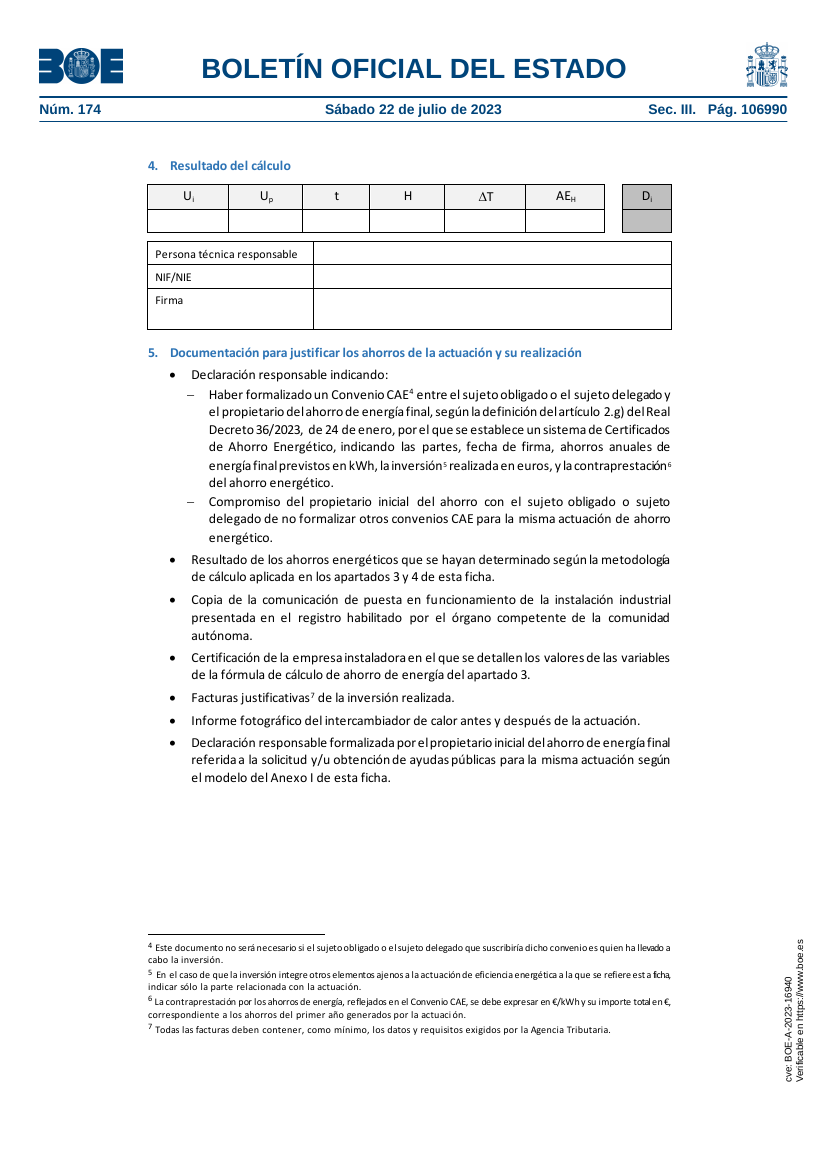 BOE
BOLETÍN OFICIAL DEL ESTADO
Núm. 174 Sábado 22 de julio de 2023 Sec. III. Pág. 106990
4. Resultado del cálculo
Ui Up t H ΔT AEH Di
Persona técnica responsable
NIF/NIE
Firma
5. Documentación para justificar los ahorros de la actuación y su realización
• Declaración responsable indicando:
− Haber formalizado un Convenio CAE4 entre el sujeto obligado o el sujeto delegado y
el propietario del ahorro de energía final, según la definición del artículo 2.g) del Real
Decreto 36/2023, de 24 de enero, por el que se establece un sistema de Certificados
de Ahorro Energético, indicando las partes, fecha de firma, ahorros anuales de
energía final previstos en kWh, la inversión5 realizada en euros, y la contraprestación6
del ahorro energético.
− Compromiso del propietario inicial del ahorro con el sujeto obligado o sujeto
delegado de no formalizar otros convenios CAE para la misma actuación de ahorro
energético.
• Resultado de los ahorros energéticos que se hayan determinado según la metodología
de cálculo aplicada en los apartados 3 y 4 de esta ficha.
• Copia de la comunicación de puesta en funcionamiento de la instalación industrial
presentada en el registro habilitado por el órgano competente de la comunidad
autónoma.
• Certificación de la empresa instaladora en el que se detallen los valores de las variables
de la fórmula de cálculo de ahorro de energía del apartado 3.
• Facturas justificativas7 de la inversión realizada.
• Informe fotográfico del intercambiador de calor antes y después de la actuación.
• Declaración responsable formalizada por el propietario inicial del ahorro de energía final
referida a la solicitud y/u obtención de ayudas públicas para la misma actuación según
el modelo del Anexo I de esta ficha.
4 Este documento no será necesario si el sujeto obligado o el sujeto delegado que suscribiría dicho convenio es quien ha llevado a
cabo la inversión.
5 En el caso de que la inversión integre otros elementos ajenos a la actuación de eficiencia energética a la que se refiere esta ficha,
indicar sólo la parte relacionada con la actuación.
6 La contraprestación por los ahorros de energía, reflejados en el Convenio CAE, se debe expresar en €/kWh y su importe total en €,
correspondiente a los ahorros del primer año generados por la actuación.
7 Todas las facturas deben contener, como mínimo, los datos y requisitos exigidos por la Agencia Tributaria.
cve: BOE-A-2023-16940
Verificable en https://www.boe.es